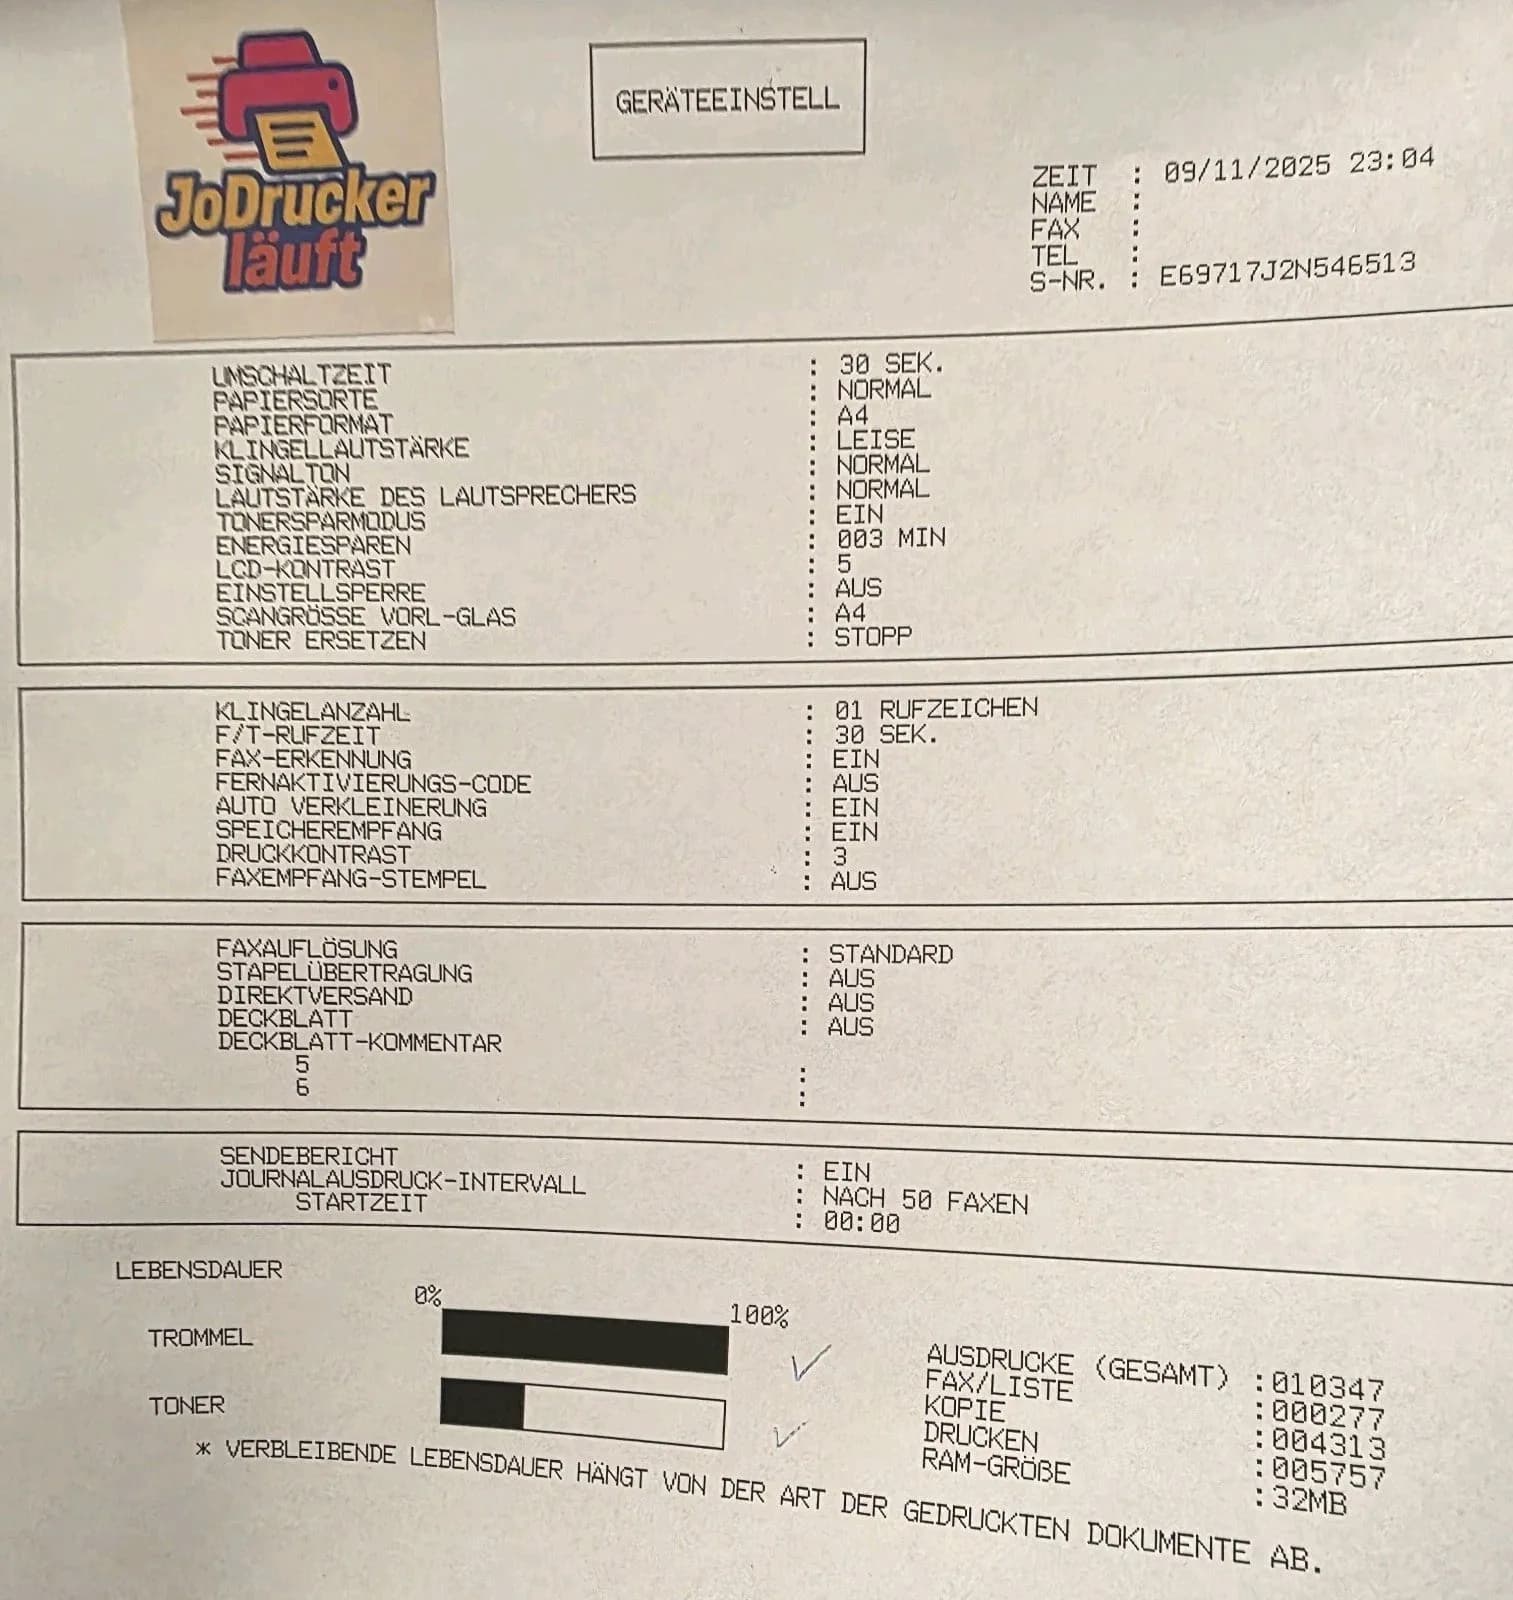 JoDrucker
läuft
GERÄTEEINSTELL
ZEIT : 09/11/2025 23:04
NAME :
FAX :
TEL :
S-NR. : E69717J2N546513
UMSCHALTZEIT : 30 SEK.
PAPIERSORTE : NORMAL
PAPIERFORMAT : A4
KLINGELLAUTSTÄRKE : LEISE
SIGNALTON : NORMAL
LAUTSTÄRKE DES LAUTSPRECHERS : NORMAL
TONERSPARMODUS : EIN
ENERGIESPAREN : 003 MIN
LCD-KONTRAST : 5
EINSTELLSPERRE : AUS
SCANGRÖSSE VORL-GLAS : A4
TONER ERSETZEN : STOPP
KLINGELANZAHL : 01 RUFZEICHEN
F/T-RUFZEIT : 30 SEK.
FAX-ERKENNUNG : EIN
FERNAKTIVIERUNGS-CODE : AUS
AUTO VERKLEINERUNG : EIN
SPEICHEREMPFANG : EIN
DRUCKKONTRAST : 3
FAXEMPFANG-STEMPEL : AUS
FAXAUFLÖSUNG : STANDARD
STAPELÜBERTRAGUNG : AUS
DIREKTVERSAND : AUS
DECKBLATT : AUS
DECKBLATT-KOMMENTAR
5 :
6 :
SENDEBERICHT : EIN
JOURNALAUSDRUCK-INTERVALL : NACH 50 FAXEN
STARTZEIT : 00:00
LEBENSDAUER
0% 100%
TROMMEL
TONER
AUSDRUCKE (GESAMT) :010347
FAX/LISTE :000277
KOPIE :004313
DRUCKEN :005757
RAM-GRÖßE :32MB
* VERBLEIBENDE LEBENSDAUER HÄNGT VON DER ART DER GEDRUCKTEN DOKUMENTE AB.